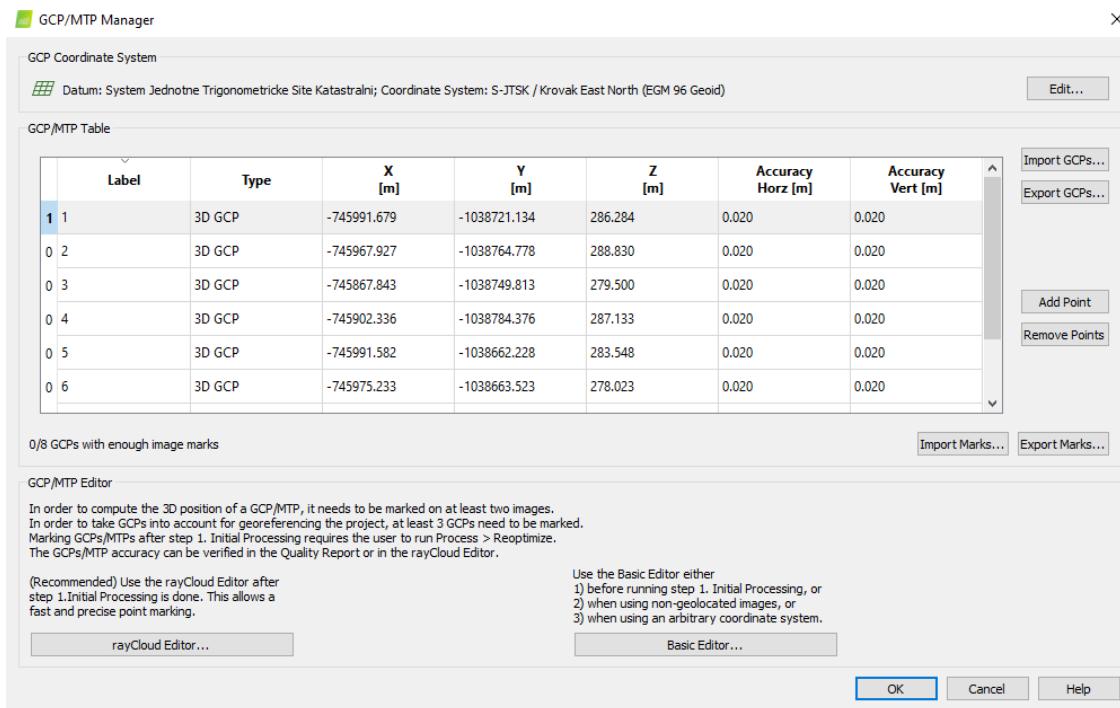 GCP/MTP Manager
GCP Coordinate System
Datum: System Jednotne Trigonometricke Site Katastralni; Coordinate System: S-JTSK / Krovak East North (EGM 96 Geoid)
Edit...
GCP/MTP Table
Label Type X [m] Y [m] Z [m] Accuracy Horz [m] Accuracy Vert [m]
1 1 3D GCP -745991.679 -1038721.134 286.284 0.020 0.020
0 2 3D GCP -745967.927 -1038764.778 288.830 0.020 0.020
0 3 3D GCP -745867.843 -1038749.813 279.500 0.020 0.020
0 4 3D GCP -745902.336 -1038784.376 287.133 0.020 0.020
0 5 3D GCP -745991.582 -1038662.228 283.548 0.020 0.020
0 6 3D GCP -745975.233 -1038663.523 278.023 0.020 0.020
Import GCPs...
Export GCPs...
Add Point
Remove Points
0/8 GCPs with enough image marks
Import Marks...
Export Marks...
GCP/MTP Editor
In order to compute the 3D position of a GCP/MTP, it needs to be marked on at least two images.
In order to take GCPs into account for georeferencing the project, at least 3 GCPs need to be marked.
Marking GCPs/MTPs after step 1. Initial Processing requires the user to run Process > Reoptimize.
The GCPs/MTP accuracy can be verified in the Quality Report or in the rayCloud Editor.
(Recommended) Use the rayCloud Editor after
step 1.Initial Processing is done. This allows a
fast and precise point marking.
rayCloud Editor...
Use the Basic Editor either
1) before running step 1. Initial Processing, or
2) when using non-geolocated images, or
3) when using an arbitrary coordinate system.
Basic Editor...
OK
Cancel
Help